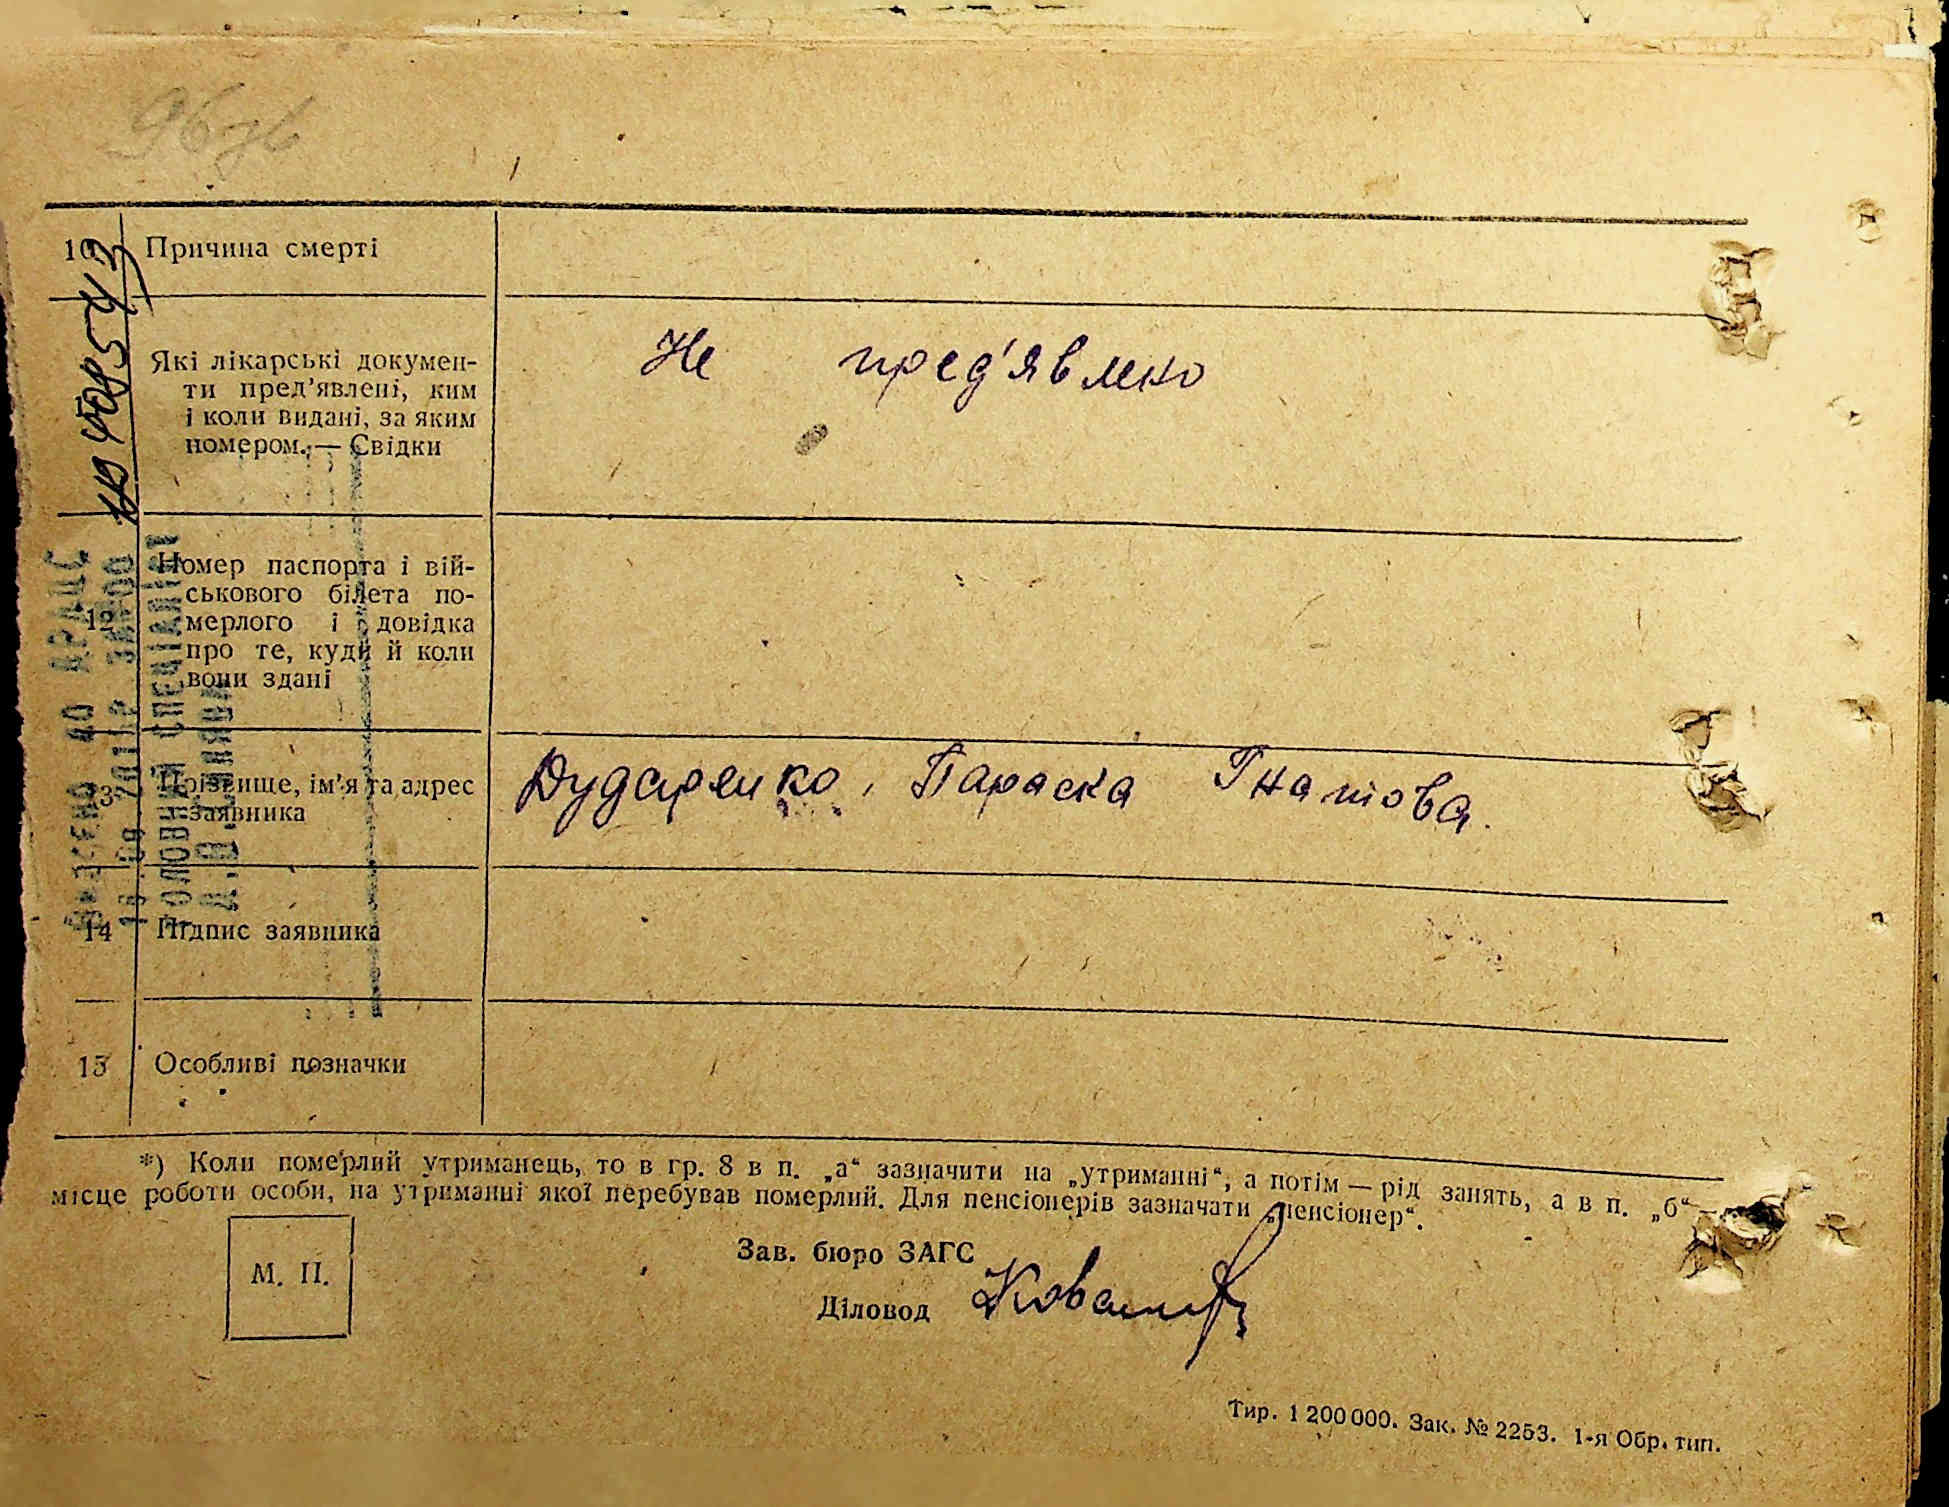 10 Причина смерті
Які лікарські докумен-
ти пред'явлені, ким
і коли видані, за яким
номером. — Свідки
Не пред'явлено
12
Номер паспорта і вій-
ськового білета по-
мерлого і довідка
про те, куди й коли
вони здані
Прізвище, ім'я та адрес
заявника
Дударенко, Параска Гнатова.
14 Підпис заявника
15 Особливі позначки
*) Коли померлий утриманець, то в гр. 8 в п. „а“ зазначити на „утриманні“, а потім — рід занять, а в п. „б“ —
місце роботи особи, на утриманні якої перебував померлий. Для пенсіонерів зазначати „пенсіонер“.
М. П.
Зав. бюро ЗАГС
Діловод
Тир. 1 200 000. Зак. № 2253. 1-я Обр. тип.